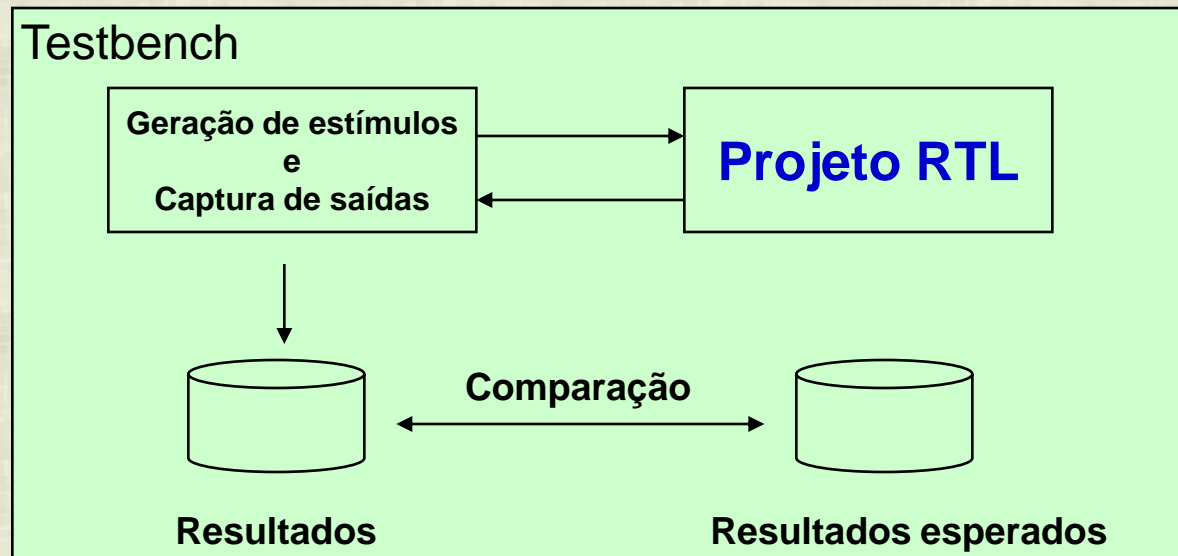 Testbench
Geração de estímulos
e
Captura de saídas
Projeto RTL
Comparação
Resultados
Resultados esperados